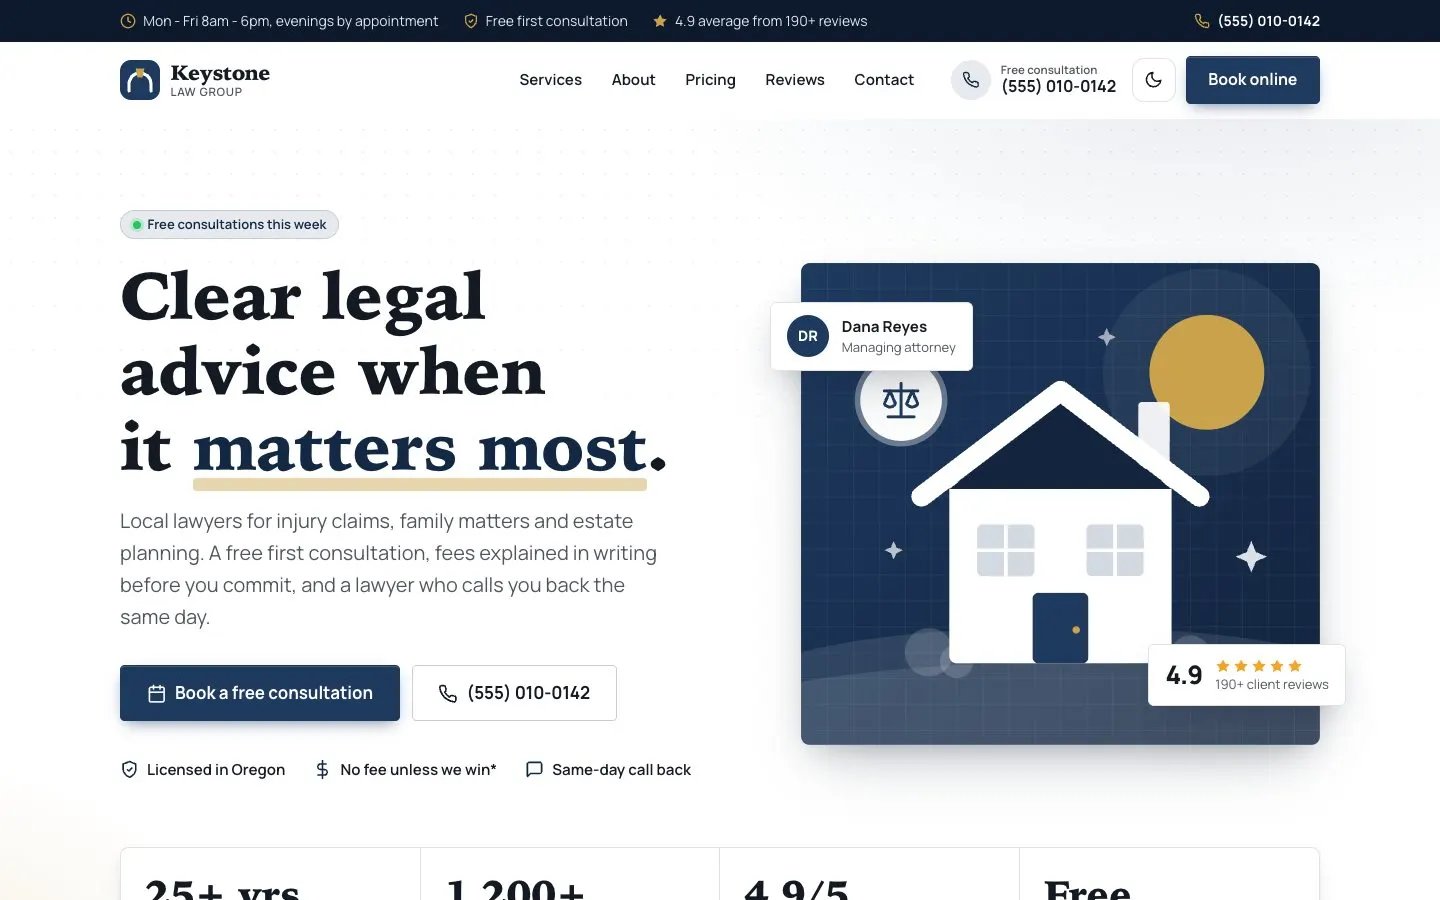 Mon - Fri 8am - 6pm, evenings by appointment
Free first consultation
4.9 average from 190+ reviews
(555) 010-0142
Keystone
LAW GROUP
Services
About
Pricing
Reviews
Contact
Free consultation
(555) 010-0142
Book online
Free consultations this week
Clear legal
advice when
it matters most.
Local lawyers for injury claims, family matters and estate
planning. A free first consultation, fees explained in writing
before you commit, and a lawyer who calls you back the
same day.
Book a free consultation
(555) 010-0142
Licensed in Oregon
No fee unless we win*
Same-day call back
DR
Dana Reyes
Managing attorney
4.9
190+ client reviews
25+ yrs
1,200+
4.9/5
Free